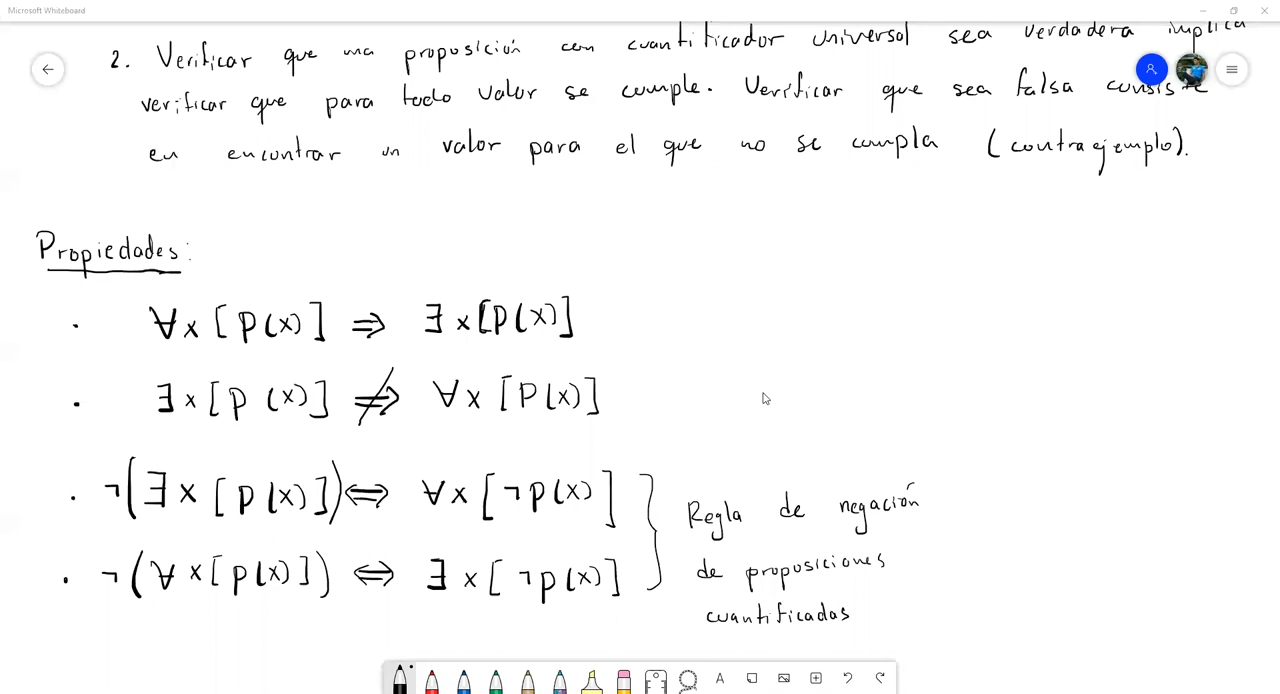 Microsoft Whiteboard
2. Verificar que una proposición con cuantificador universal sea verdadera implica
verificar que para todo valor se cumple. Verificar que sea falsa consiste
en encontrar un valor para el que no se cumpla (contraejemplo).
Propiedades:
· ∀x [p(x)] ⇒ ∃x [p(x)]
· ∃x [p(x)] ⇏ ∀x [p(x)]
· ¬(∃x [p(x)]) ⇔ ∀x [¬p(x)]
· ¬(∀x [p(x)]) ⇔ ∃x [¬p(x)]
Regla de negación
de proposiciones
cuantificadas